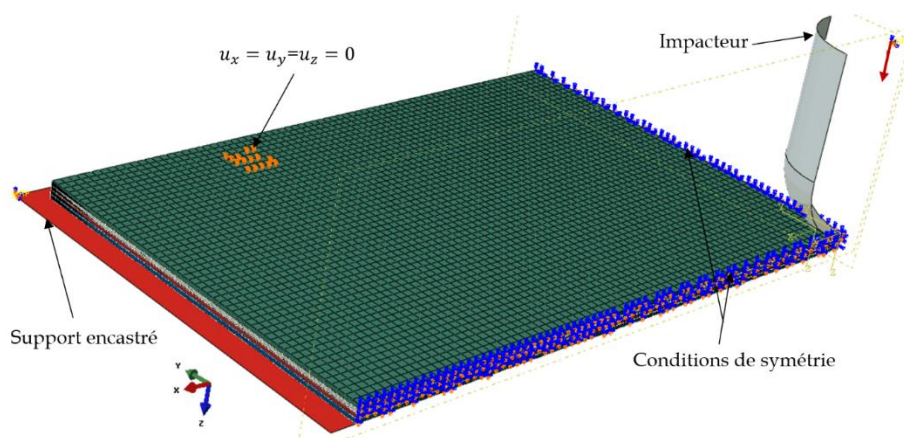 Impacteur
u_x = u_y=u_z = 0
Support encastré
Conditions de symétrie
Y
X
Z